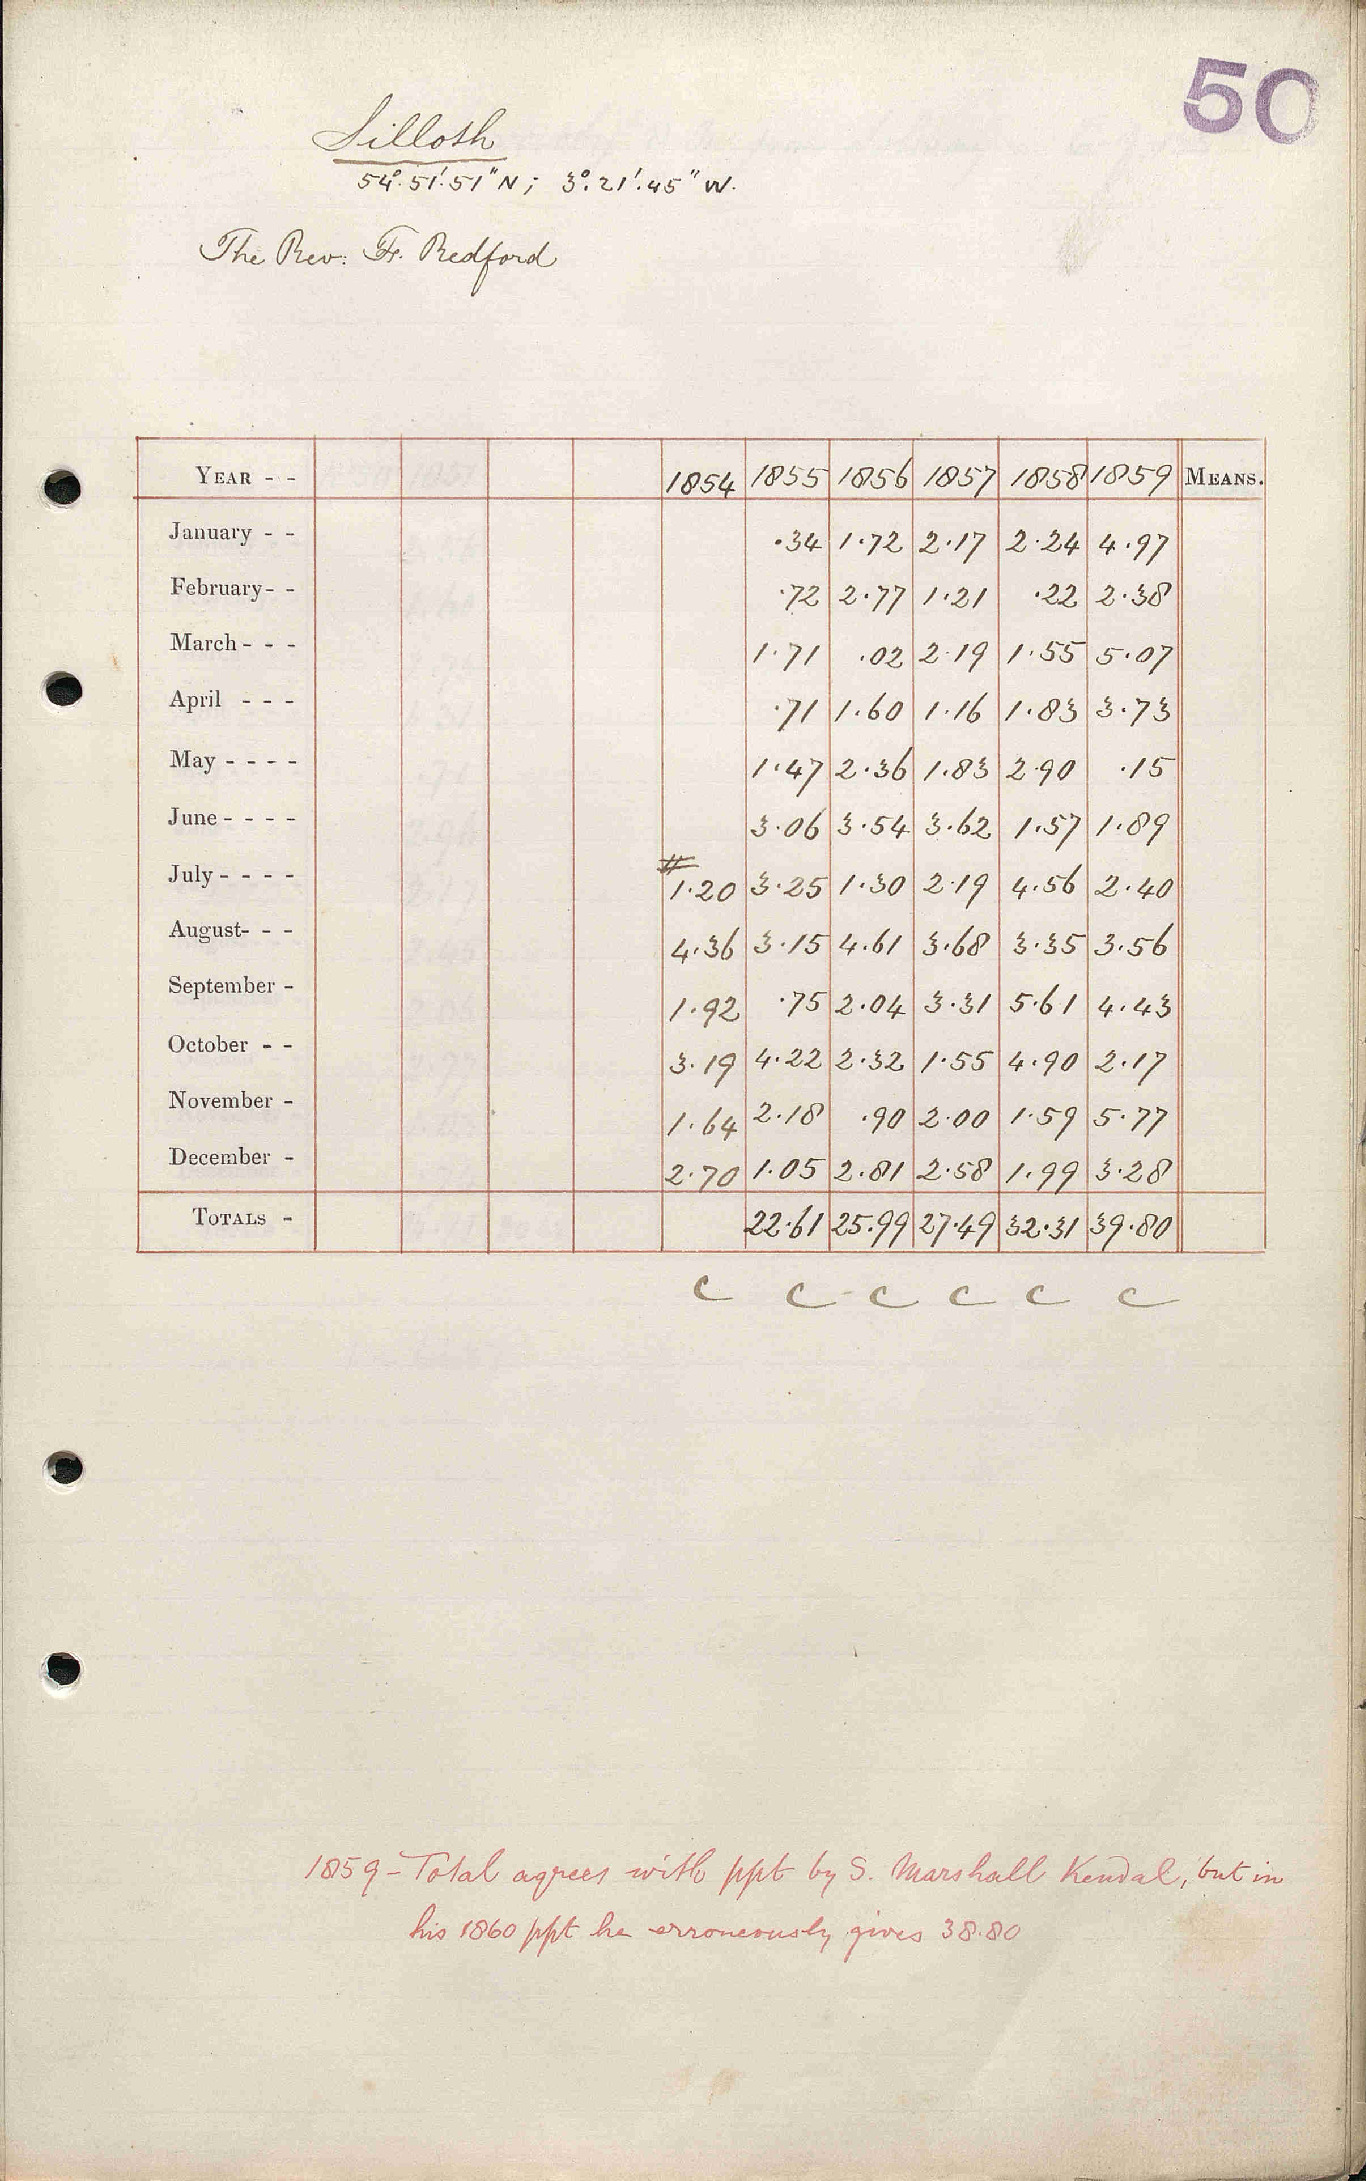 50
Silloth
54°.51'.51" N; 3°.21'.45" W.
The Rev: F. Redford
YEAR - - 1854 1855 1856 1857 1858 1859 MEANS.
January - - .34 1.72 2.17 2.24 4.97
February - - .72 2.77 1.21 .22 2.38
March - - - 1.71 .02 2.19 1.55 5.07
April - - - .71 1.60 1.16 1.83 3.73
May - - - - 1.47 2.36 1.83 2.90 .15
June - - - - 3.06 3.54 3.62 1.57 1.89
July - - - - # 1.20 3.25 1.30 2.19 4.56 2.40
August - - - 4.36 3.15 4.61 3.68 3.35 3.56
September - 1.92 .75 2.04 3.31 5.61 4.43
October - - 3.19 4.22 2.32 1.55 4.90 2.17
November - 1.64 2.18 .90 2.00 1.59 5.77
December - 2.70 1.05 2.81 2.58 1.99 3.28
TOTALS - 22.61 25.99 27.49 32.31 39.80
C C C C C C
1859 - Total agrees with ppt by S. Marshall Kendal, but in
his 1860 ppt he erroneously gives 38.80